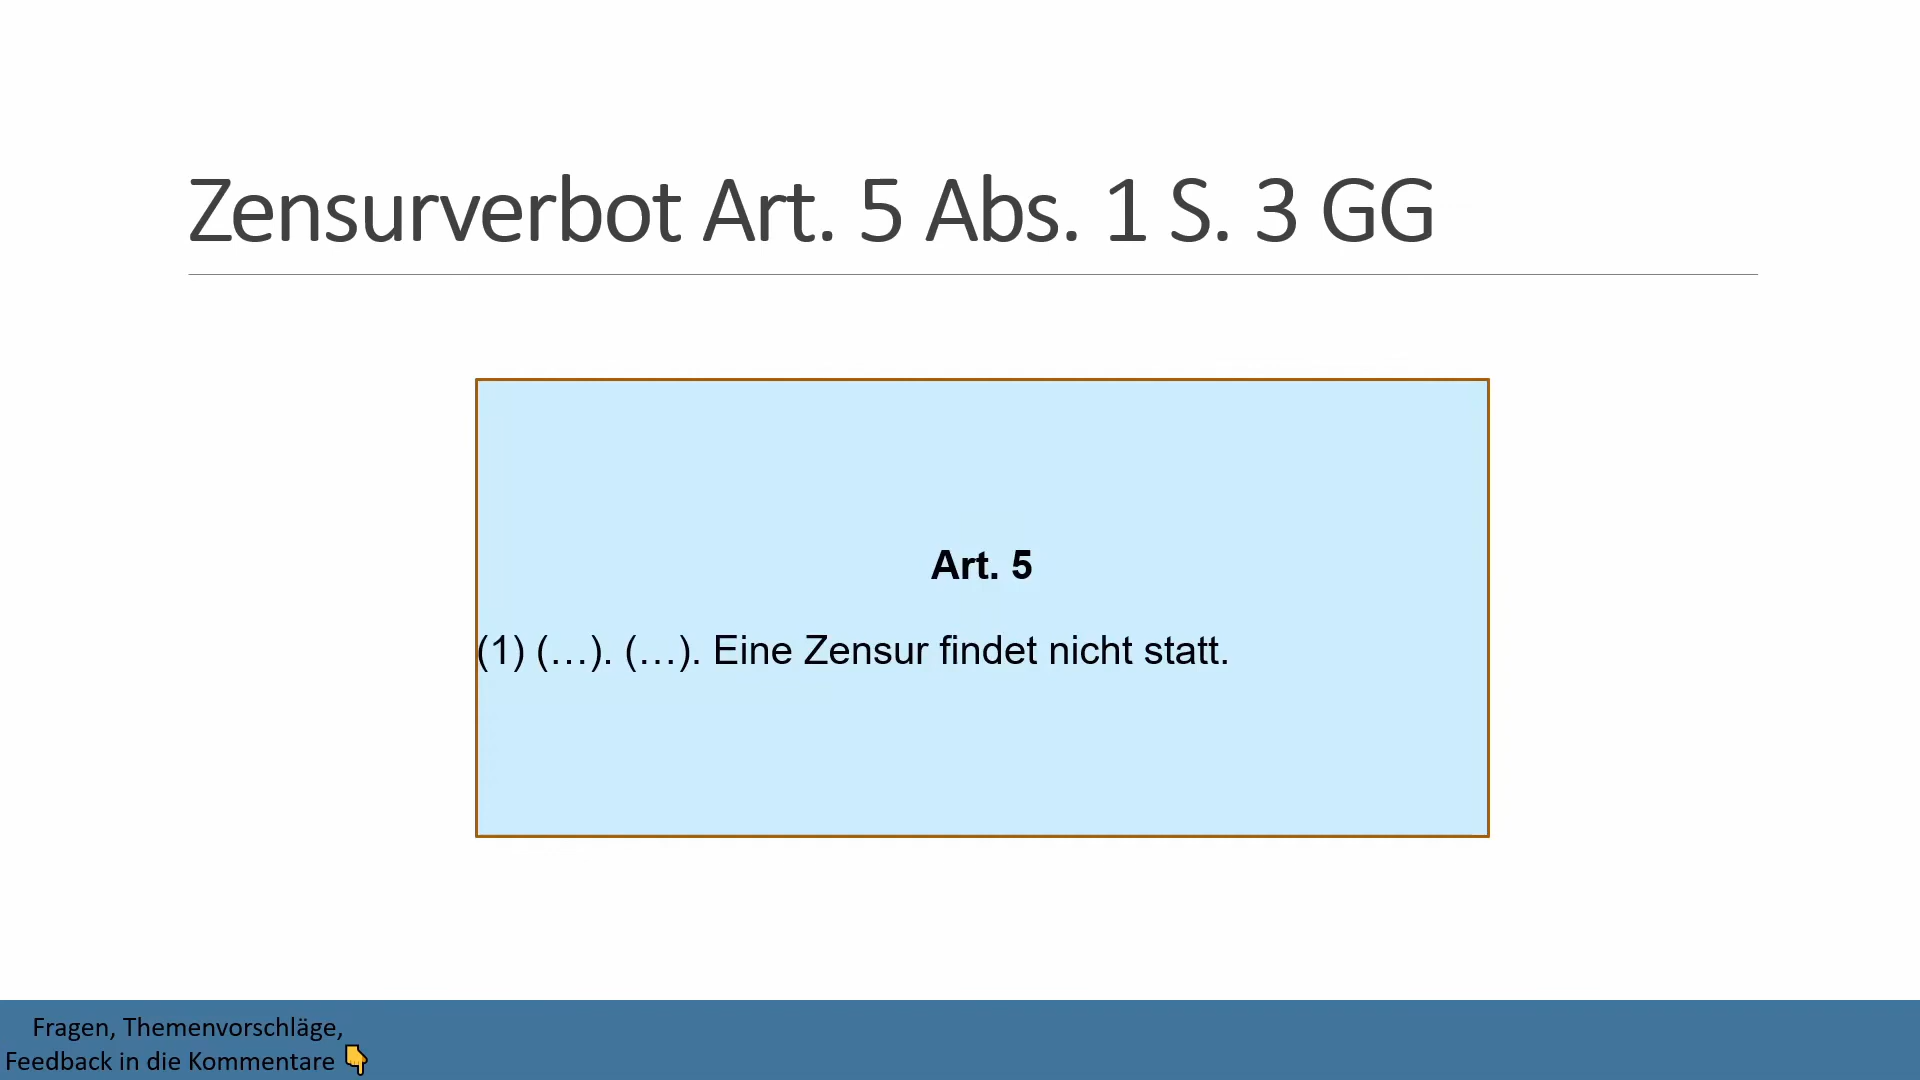 Zensurverbot Art. 5 Abs. 1 S. 3 GG
Art. 5
(1) (…). (…). Eine Zensur findet nicht statt.
Fragen, Themenvorschläge,
Feedback in die Kommentare 👇